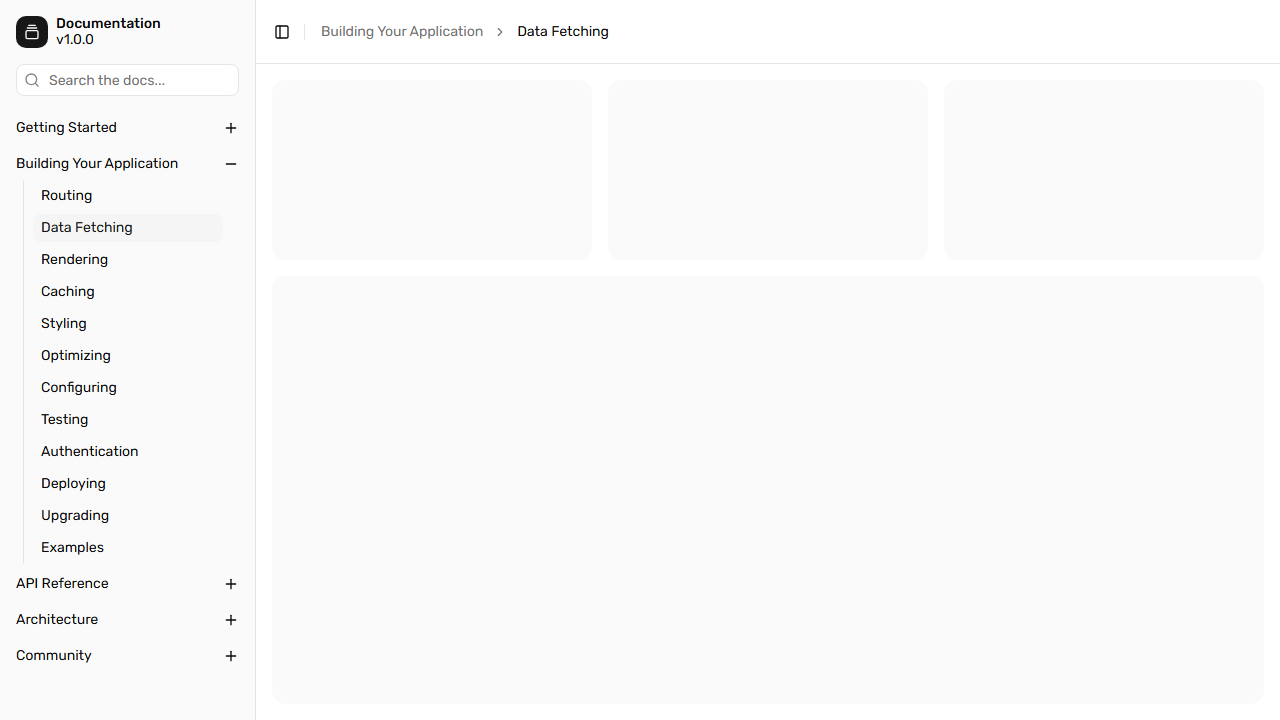 Documentation
v1.0.0
Search the docs...
Getting Started
Building Your Application
Routing
Data Fetching
Rendering
Caching
Styling
Optimizing
Configuring
Testing
Authentication
Deploying
Upgrading
Examples
API Reference
Architecture
Community
Building Your Application
Data Fetching